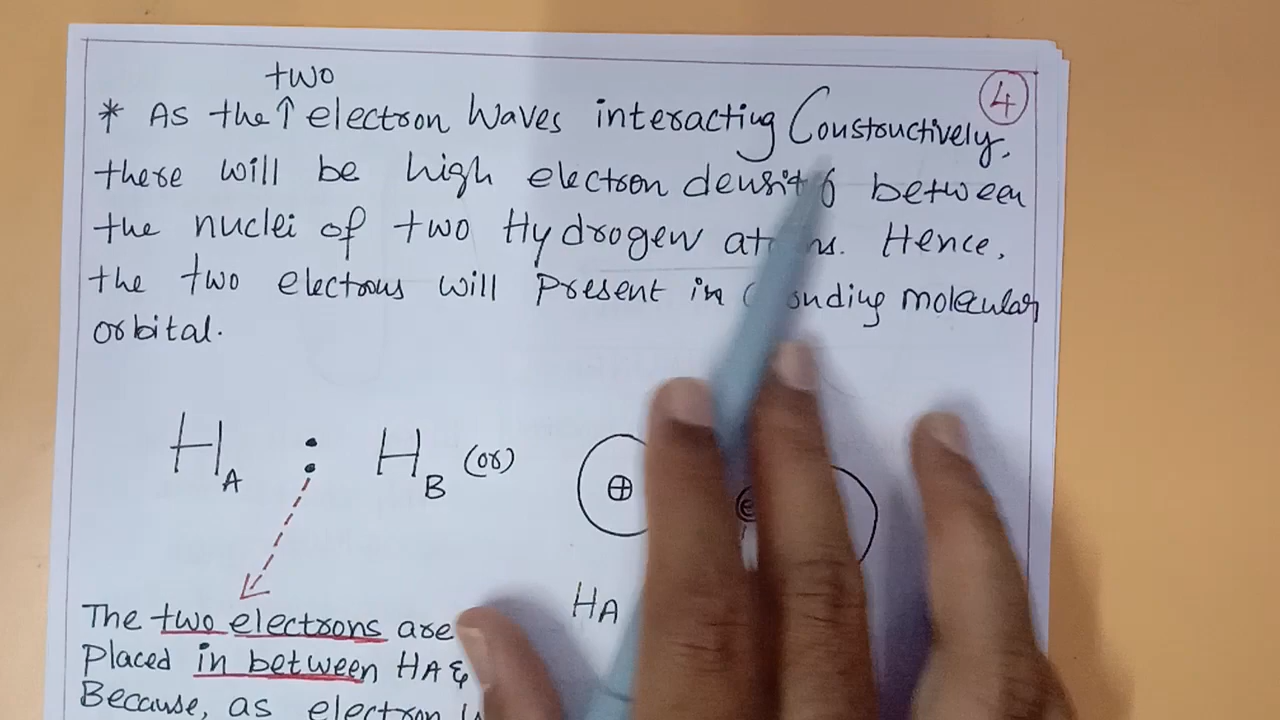 4
two
* As the ↑ electron waves interacting Constructively,
there will be high electron density between
the nuclei of two Hydrogen atoms. Hence,
the two electrons will Present in molecular
orbital.
HA : HB (or)
⊕ e
HA
The two electrons are
Placed in between HA &
Because, as electron